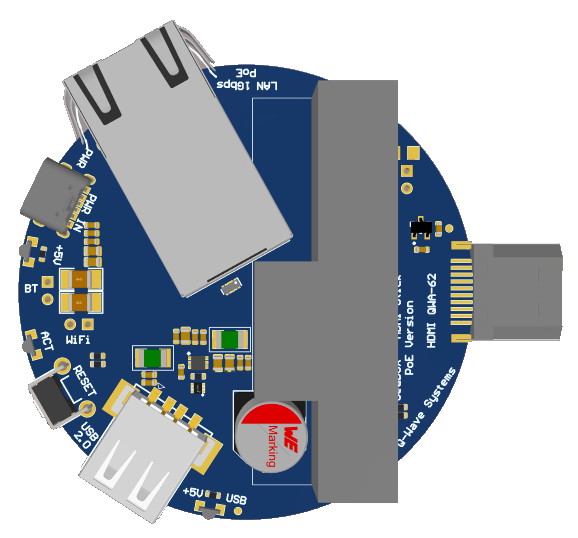 LAN 1Gbps
PoE
PWR
PWR IN
+5V
BT
WiFi
ACT
RESET
USB
2.0
+5V
USB
WE
Marking
PoE Version
HDMI QWA-62
Q-Wave Systems